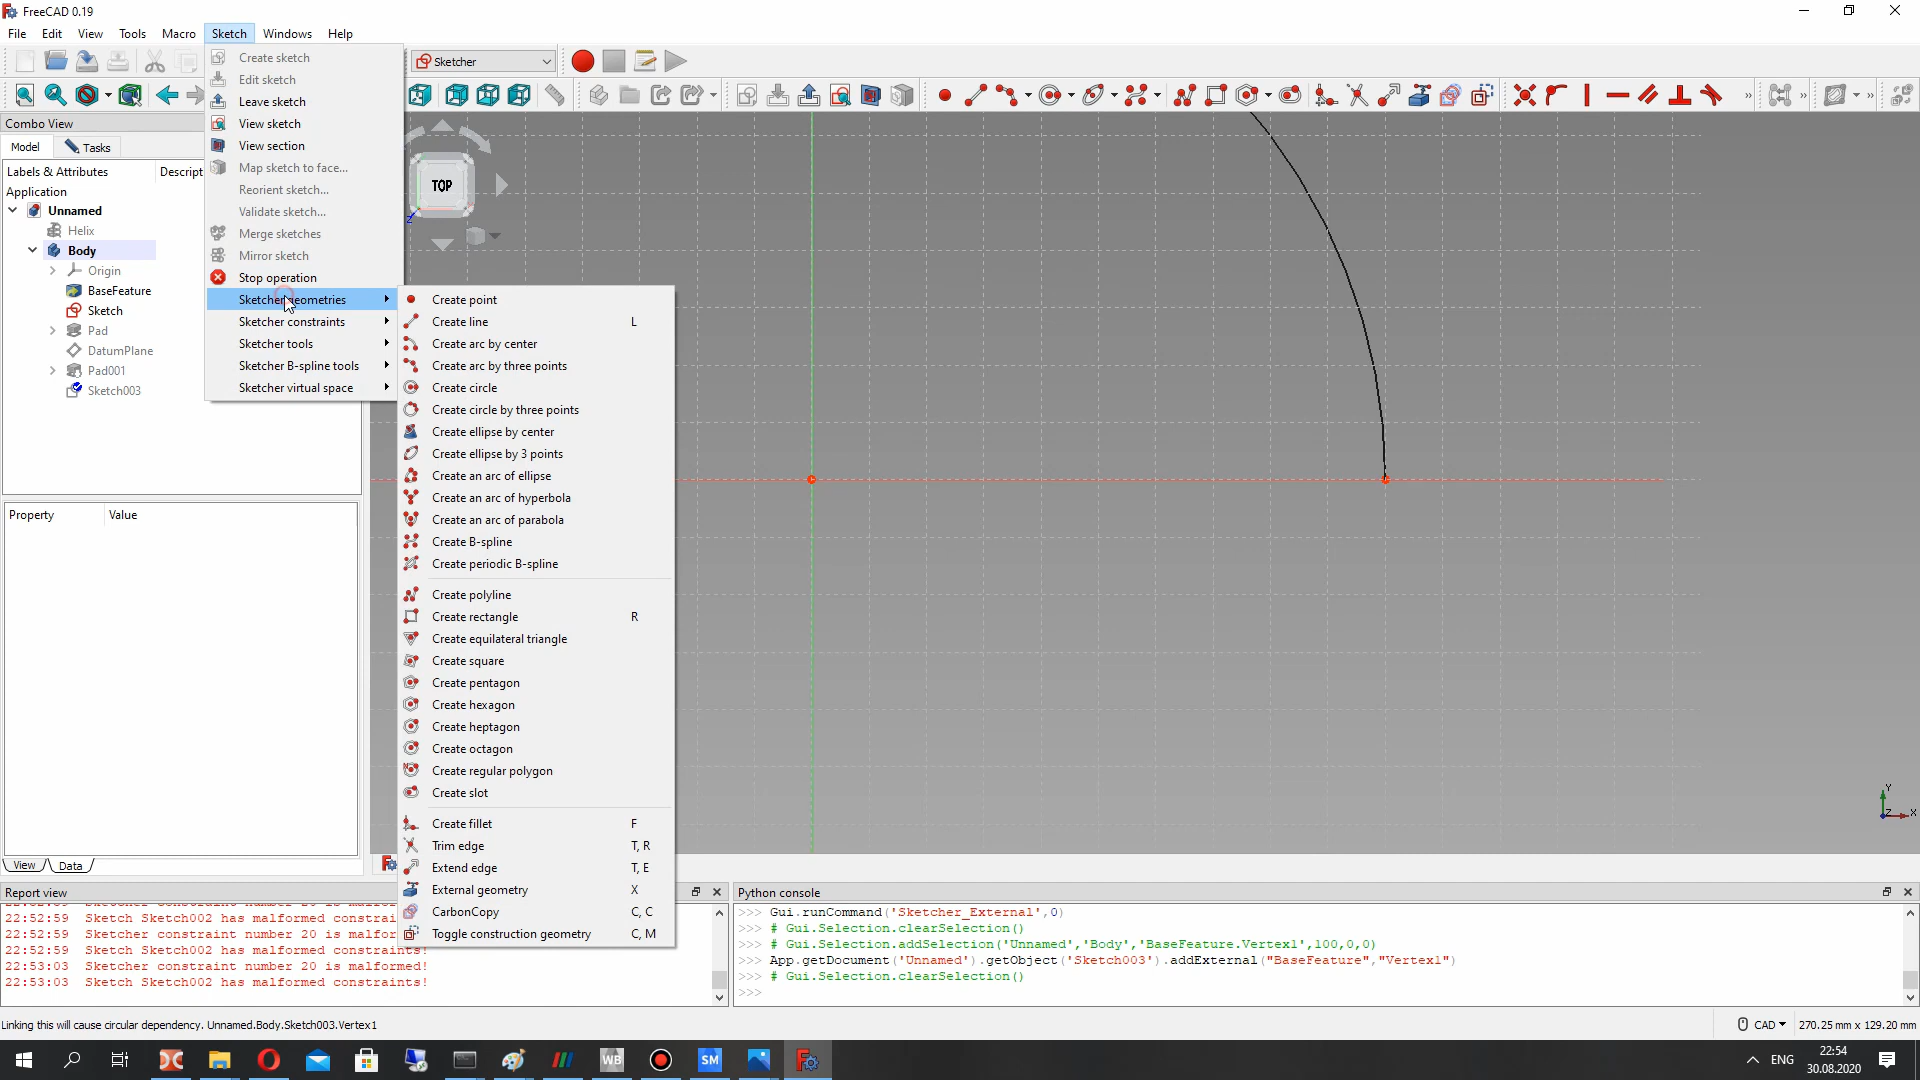 FreeCAD 0.19
File Edit View Tools Macro Sketch Windows Help
Sketcher
Combo View
Model Tasks
Labels & Attributes Descript
Application
Unnamed
Helix
Body
Origin
BaseFeature
Sketch
Pad
DatumPlane
Pad001
Sketch003
Create sketch
Edit sketch
Leave sketch
View sketch
View section
Map sketch to face...
Reorient sketch...
Validate sketch...
Merge sketches
Mirror sketch
Stop operation
Sketcher geometries
Sketcher constraints
Sketcher tools
Sketcher B-spline tools
Sketcher virtual space
Create point
Create line L
Create arc by center
Create arc by three points
Create circle
Create circle by three points
Create ellipse by center
Create ellipse by 3 points
Create an arc of ellipse
Create an arc of hyperbola
Create an arc of parabola
Create B-spline
Create periodic B-spline
Create polyline
Create rectangle R
Create equilateral triangle
Create square
Create pentagon
Create hexagon
Create heptagon
Create octagon
Create regular polygon
Create slot
Create fillet F
Trim edge T, R
Extend edge T, E
External geometry X
CarbonCopy C, C
Toggle construction geometry C, M
TOP
Z
Y
Z X
Property Value
View Data
Report view
22:52:59 Sketch Sketch002 has malformed constrai
22:52:59 Sketcher constraint number 20 is malfor
22:52:59 Sketch Sketch002 has malformed constraints!
22:53:03 Sketcher constraint number 20 is malformed!
22:53:03 Sketch Sketch002 has malformed constraints!
Python console
>>> Gui.runCommand('Sketcher_External',0)
>>> # Gui.Selection.clearSelection()
>>> # Gui.Selection.addSelection('Unnamed','Body','BaseFeature.Vertex1',100,0,0)
>>> App.getDocument('Unnamed').getObject('Sketch003').addExternal("BaseFeature","Vertex1")
>>> # Gui.Selection.clearSelection()
>>>
Linking this will cause circular dependency. Unnamed.Body.Sketch003.Vertex1
CAD 270.25 mm x 129.20 mm
WB
SM
ENG
22:54
30.08.2020